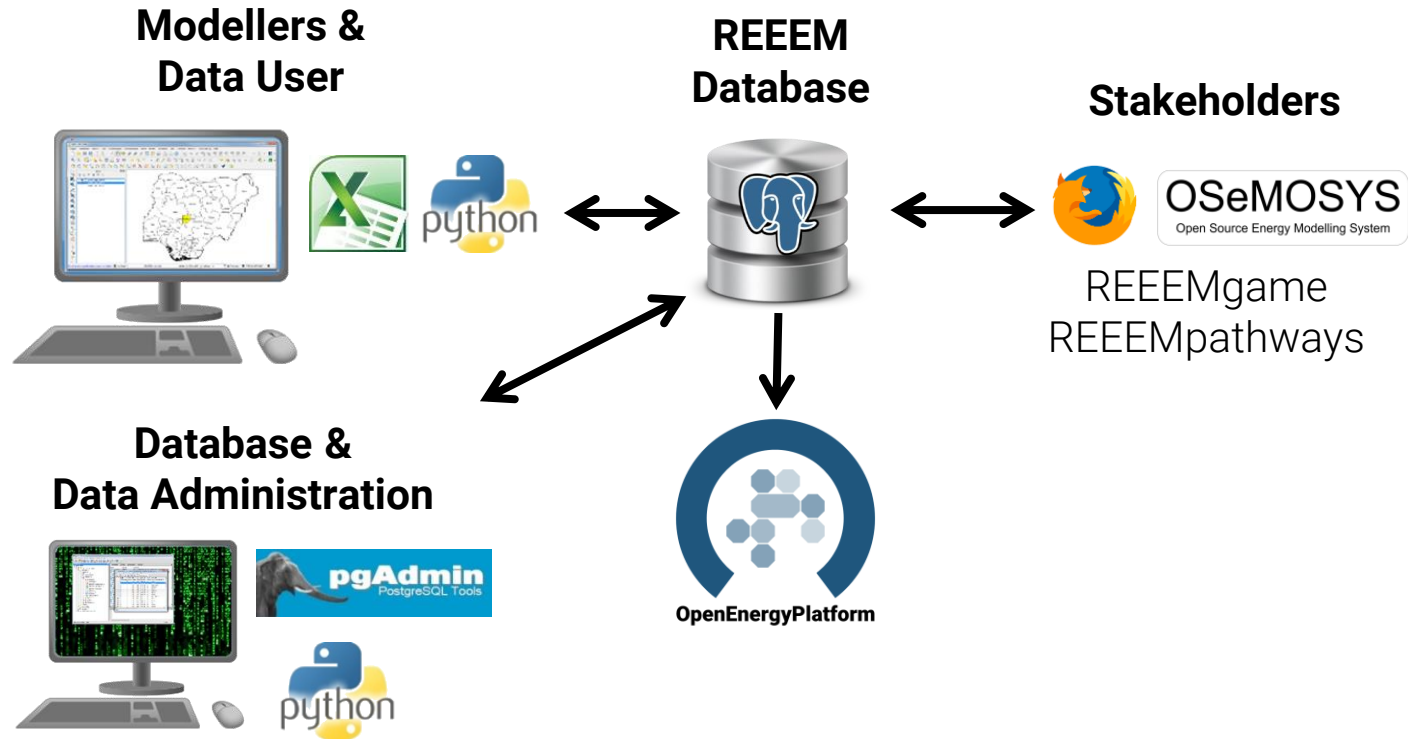 Modellers &
Data User
REEEM
Database
Stakeholders
python
OSeMOSYS
Open Source Energy Modelling System
REEEMgame
REEEMpathways
Database &
Data Administration
pgAdmin
PostgreSQL Tools
python
OpenEnergyPlatform